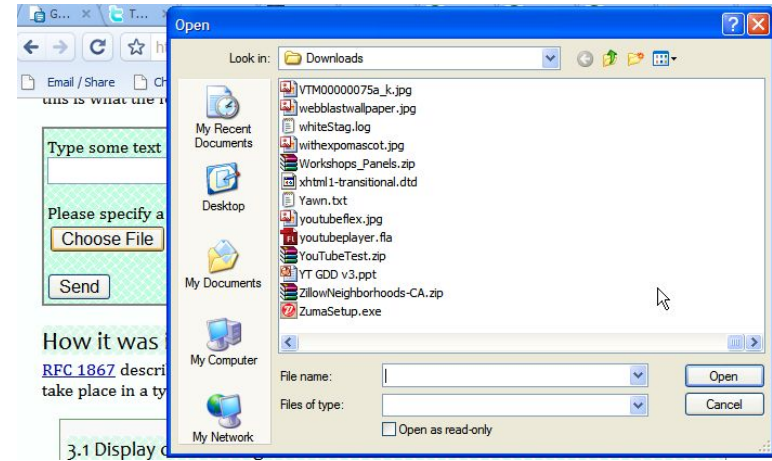 G...
T...
Email / Share
Ch
this is what the re
Type some text
Please specify a
Choose File
Send
How it was i
RFC 1867 descri
take place in a ty
3.1 Display o
Open
Look in:
Downloads
My Recent
Documents
Desktop
My Documents
My Computer
My Network
VTM00000075a_k.jpg
webblastwallpaper.jpg
whiteStag.log
withexpomascot.jpg
Workshops_Panels.zip
xhtml1-transitional.dtd
Yawn.txt
youtubeflex.jpg
youtubeplayer.fla
YouTubeTest.zip
YT GDD v3.ppt
ZillowNeighborhoods-CA.zip
ZumaSetup.exe
File name:
Open
Files of type:
Cancel
Open as read-only